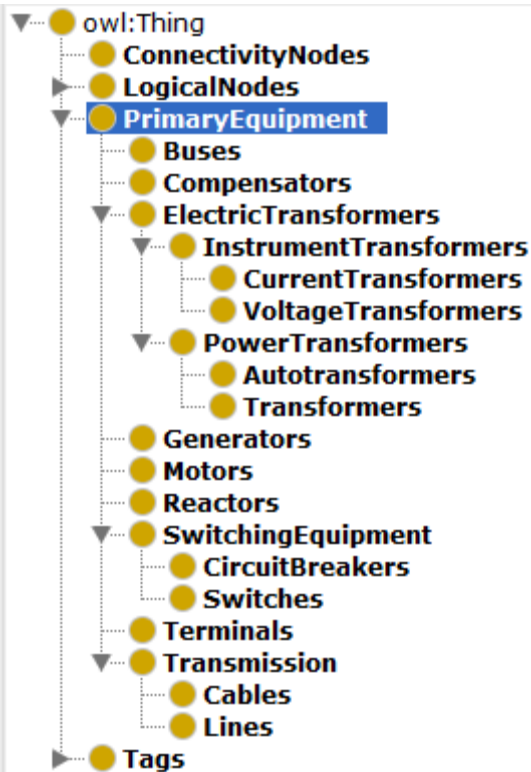 owl:Thing
ConnectivityNodes
LogicalNodes
PrimaryEquipment
Buses
Compensators
ElectricTransformers
InstrumentTransformers
CurrentTransformers
VoltageTransformers
PowerTransformers
Autotransformers
Transformers
Generators
Motors
Reactors
SwitchingEquipment
CircuitBreakers
Switches
Terminals
Transmission
Cables
Lines
Tags